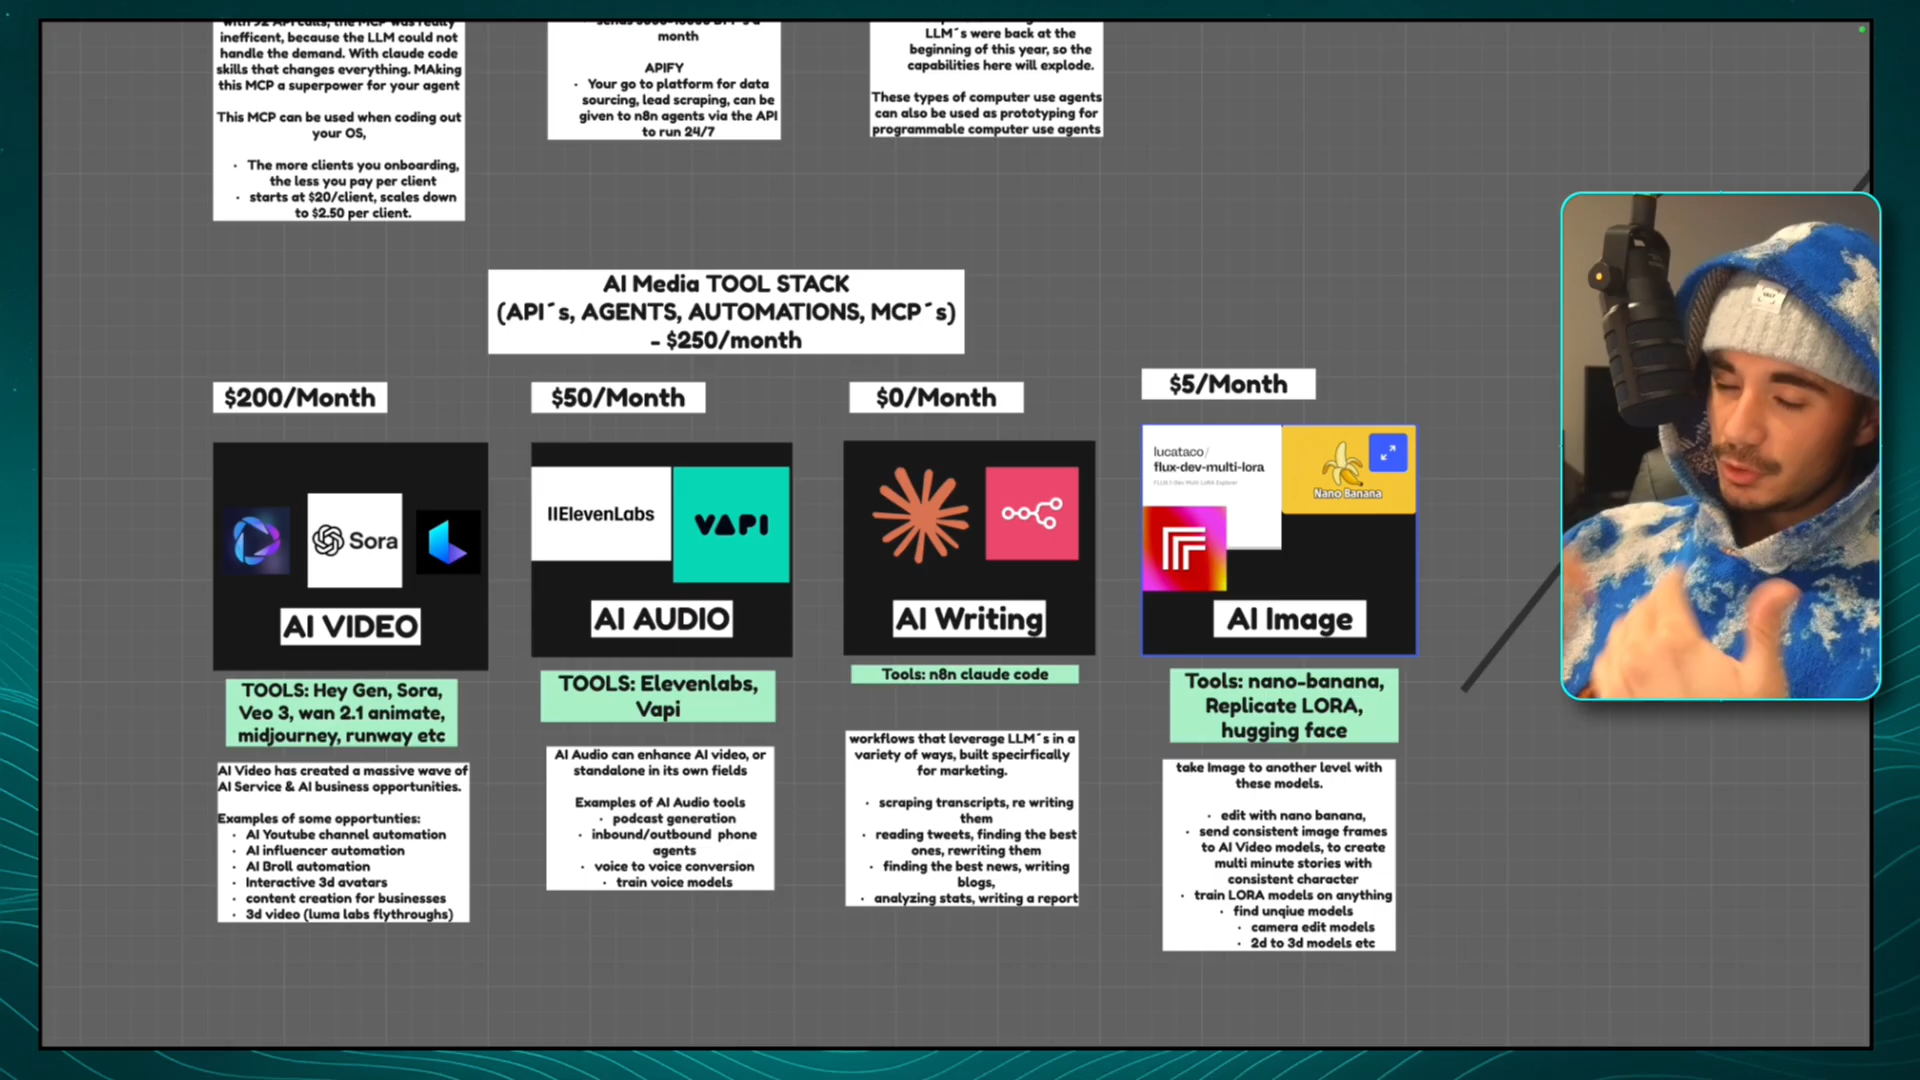 inefficent, because the LLM could not
handle the demand. With claude code
skills that changes everything. MAking
this MCP a superpower for your agent
This MCP can be used when coding out
your OS,
· The more clients you onboarding,
the less you pay per client
· starts at $20/client, scales down
to $2.50 per client.
month
APIFY
· Your go to platform for data
sourcing, lead scraping, can be
given to n8n agents via the API
to run 24/7
LLM´s were back at the
beginning of this year, so the
capabilities here will explode.
These types of computer use agents
can also be used as prototyping for
programmable computer use agents
AI Media TOOL STACK
(API´s, AGENTS, AUTOMATIONS, MCP´s)
- $250/month
$200/Month
Sora
AI VIDEO
TOOLS: Hey Gen, Sora,
Veo 3, wan 2.1 animate,
midjourney, runway etc
AI Video has created a massive wave of
AI Service & AI business opportunities.
Examples of some opportunties:
· AI Youtube channel automation
· AI influencer automation
· AI Broll automation
· Interactive 3d avatars
· content creation for businesses
· 3d video (luma labs flythroughs)
$50/Month
IIElevenLabs
VAPI
AI AUDIO
TOOLS: Elevenlabs,
Vapi
AI Audio can enhance AI video, or
standalone in its own fields
Examples of AI Audio tools
· podcast generation
· inbound/outbound phone
agents
· voice to voice conversion
· train voice models
$0/Month
AI Writing
Tools: n8n claude code
workflows that leverage LLM´s in a
variety of ways, built specirfically
for marketing.
· scraping transcripts, re writing
them
· reading tweets, finding the best
ones, rewriting them
· finding the best news, writing
blogs,
· analyzing stats, writing a report
$5/Month
lucataco/
flux-dev-multi-lora
Nano Banana
AI Image
Tools: nano-banana,
Replicate LORA,
hugging face
take Image to another level with
these models.
· edit with nano banana,
· send consistent image frames
to AI Video models, to create
multi minute stories with
consistent character
· train LORA models on anything
· find unqiue models
· camera edit models
· 2d to 3d models etc